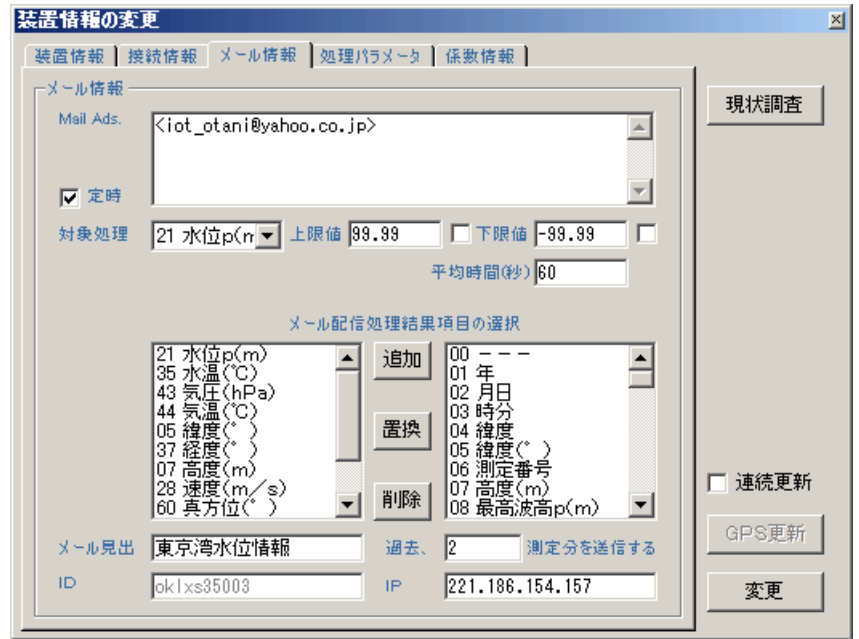 装置情報の変更
装置情報 接続情報 メール情報 処理パラメータ 係数情報
メール情報
現状調査
Mail Ads.
<iot_otani@yahoo.co.jp>
定時
対象処理 21 水位p(m 上限値 99.99 下限値 -99.99
平均時間(秒) 60
メール配信処理結果項目の選択
21 水位p(m)
35 水温(℃)
43 気圧(hPa)
44 気温(℃)
05 緯度(゜)
37 経度(゜)
07 高度(m)
28 速度(m/s)
60 真方位(゜)
追加
置換
削除
00 ---
01 年
02 月日
03 時分
04 緯度
05 緯度(゜)
06 測定番号
07 高度(m)
08 最高波高p(m)
連続更新
GPS更新
メール見出 東京湾水位情報 過去、 2 測定分を送信する
ID oklxs35003 IP 221.186.154.157
変更